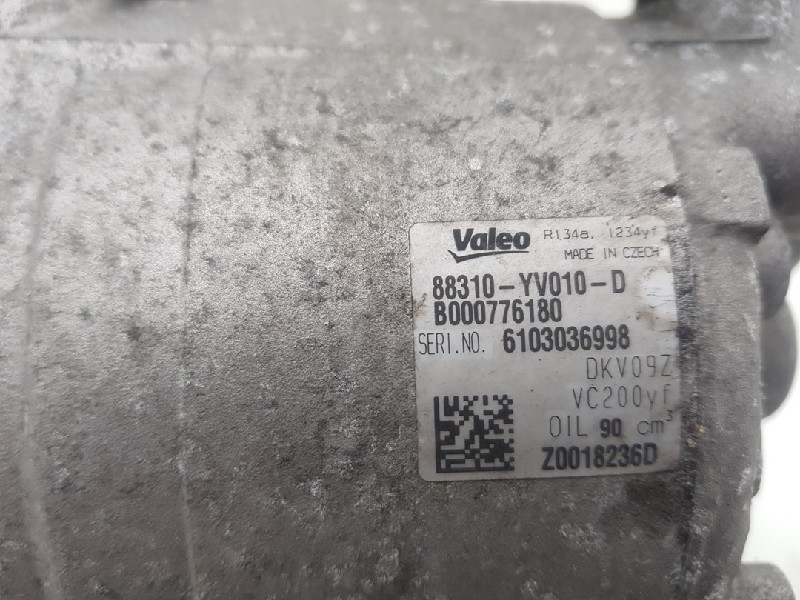 Valeo R134a, 1234yf
MADE IN CZECH
88310-YV010-D
B000776180
SERI.NO. 6103036998
DKV09Z
VC200yf
OIL 90 cm³
Z0018236D